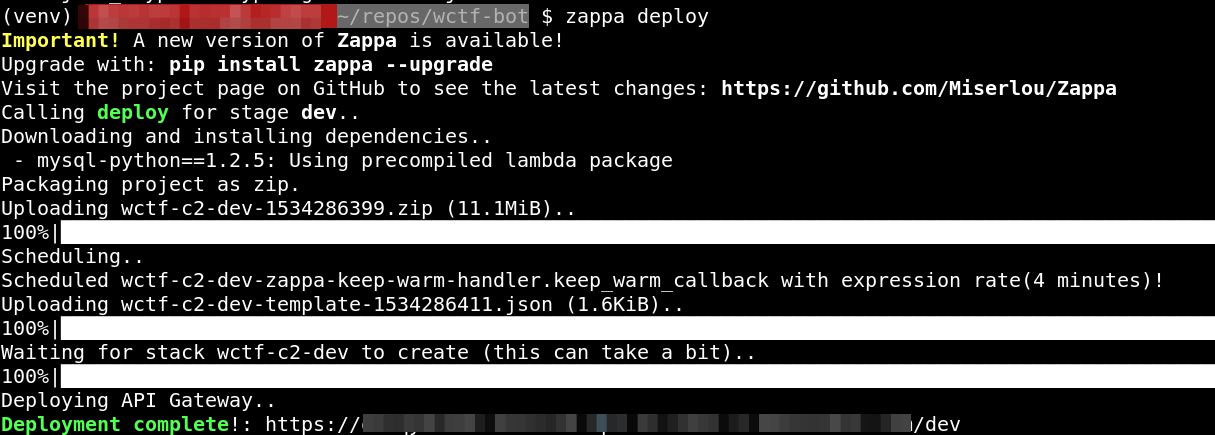 (venv) ~/repos/wctf-bot $ zappa deploy
Important! A new version of Zappa is available!
Upgrade with: pip install zappa --upgrade
Visit the project page on GitHub to see the latest changes: https://github.com/Miserlou/Zappa
Calling deploy for stage dev..
Downloading and installing dependencies..
 - mysql-python==1.2.5: Using precompiled lambda package
Packaging project as zip.
Uploading wctf-c2-dev-1534286399.zip (11.1MiB)..
100%|
Scheduling..
Scheduled wctf-c2-dev-zappa-keep-warm-handler.keep_warm_callback with expression rate(4 minutes)!
Uploading wctf-c2-dev-template-1534286411.json (1.6KiB)..
100%|
Waiting for stack wctf-c2-dev to create (this can take a bit)..
100%|
Deploying API Gateway..
Deployment complete!: https:// /dev